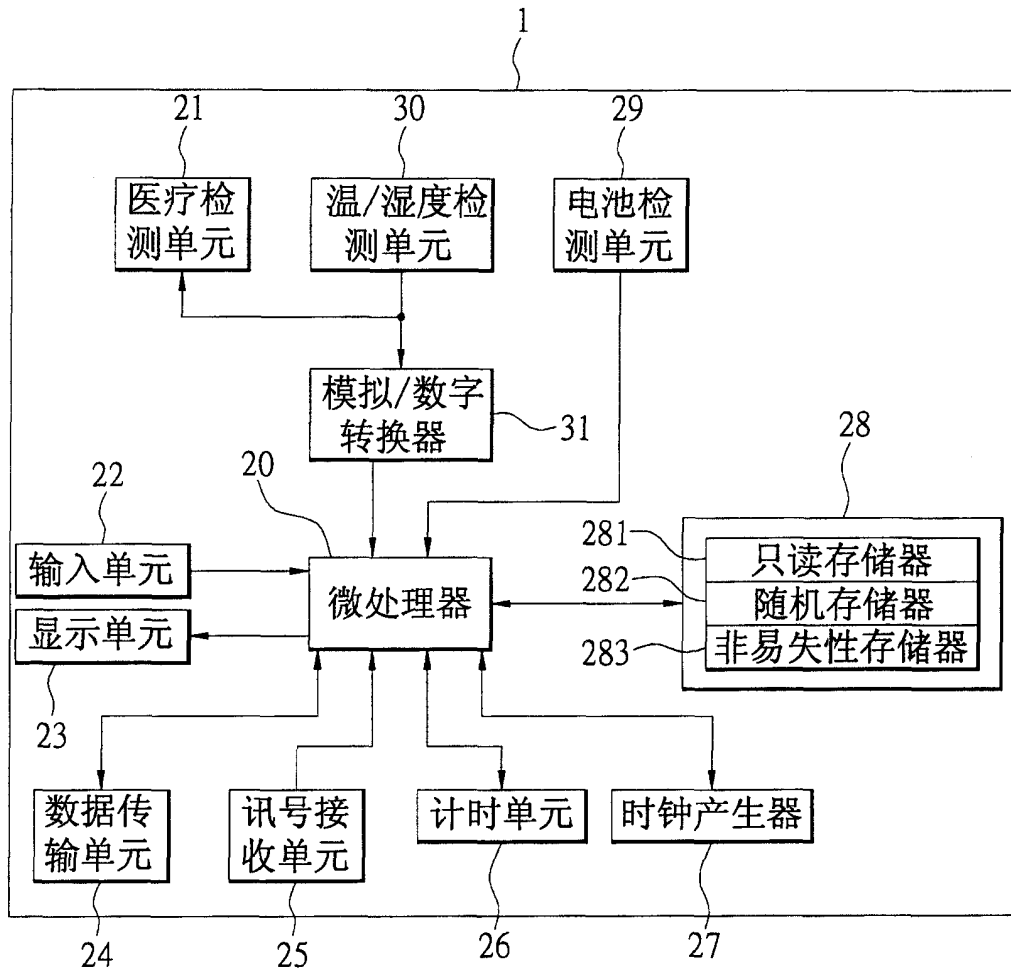 1
21
30
29
医疗检
测单元
温/湿度检
测单元
电池检
测单元
模拟/数字
转换器
31
20
22
28
输入单元
微处理器
281
只读存储器
282
随机存储器
283
非易失性存储器
显示单元
23
数据传
输单元
讯号接
收单元
计时单元
时钟产生器
24
25
26
27